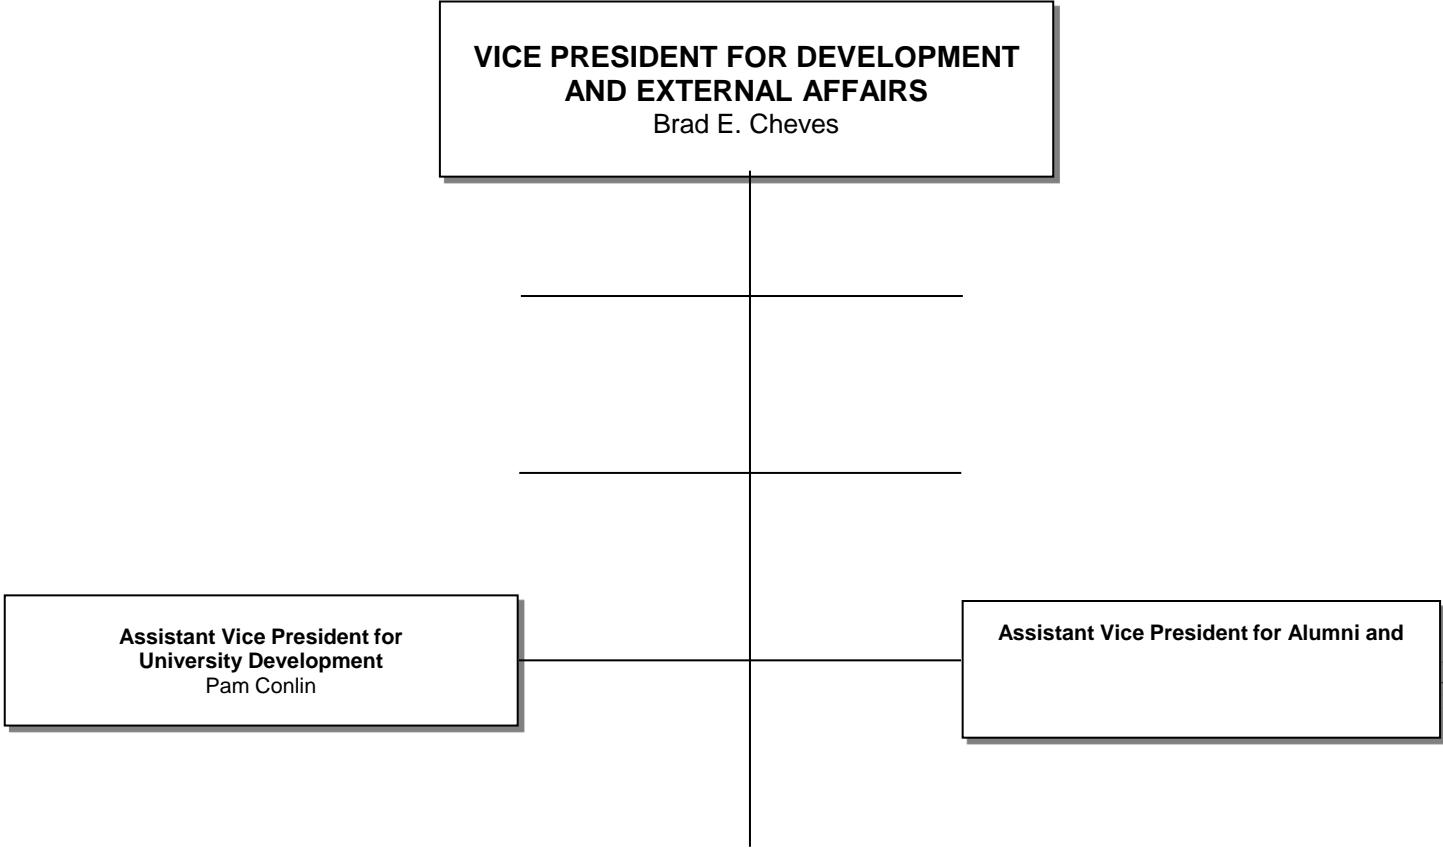 VICE PRESIDENT FOR DEVELOPMENT
AND EXTERNAL AFFAIRS
Brad E. Cheves
Assistant Vice President for
University Development
Pam Conlin
Assistant Vice President for Alumni and